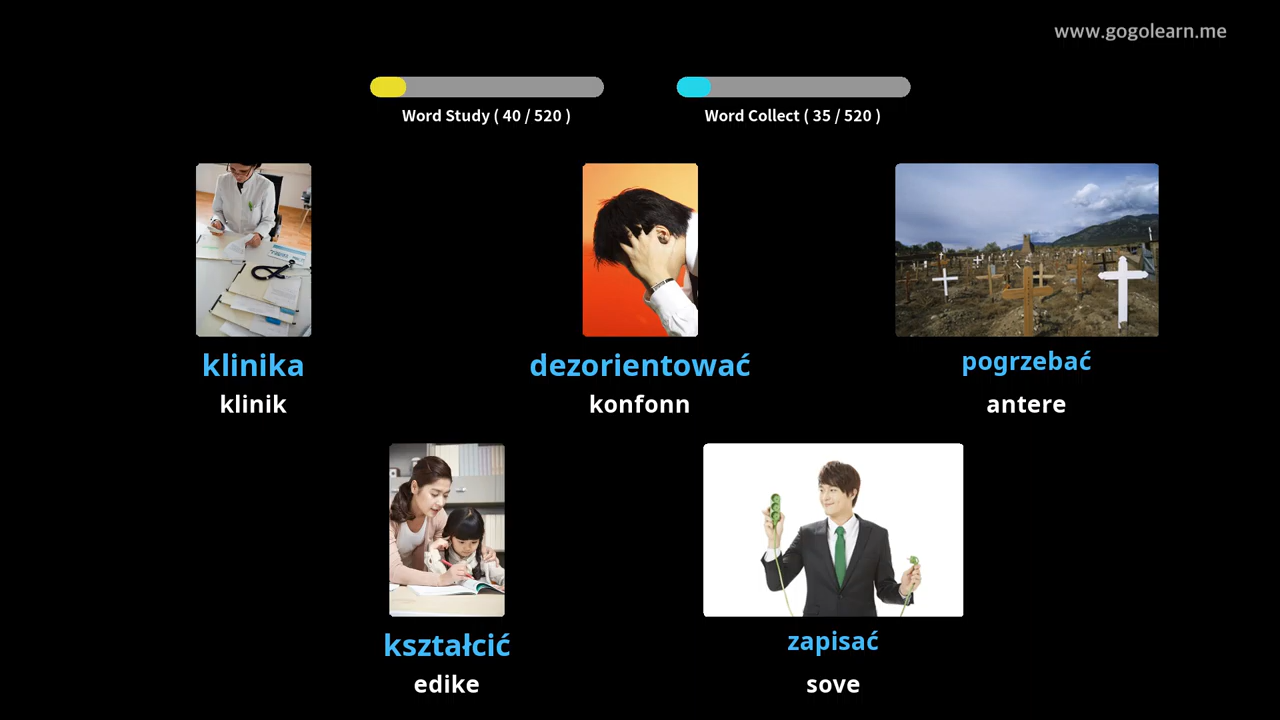 www.gogolearn.me
Word Study ( 40 / 520 )
Word Collect ( 35 / 520 )
klinika
klinik
dezorientować
konfonn
pogrzebać
antere
kształcić
edike
zapisać
sove